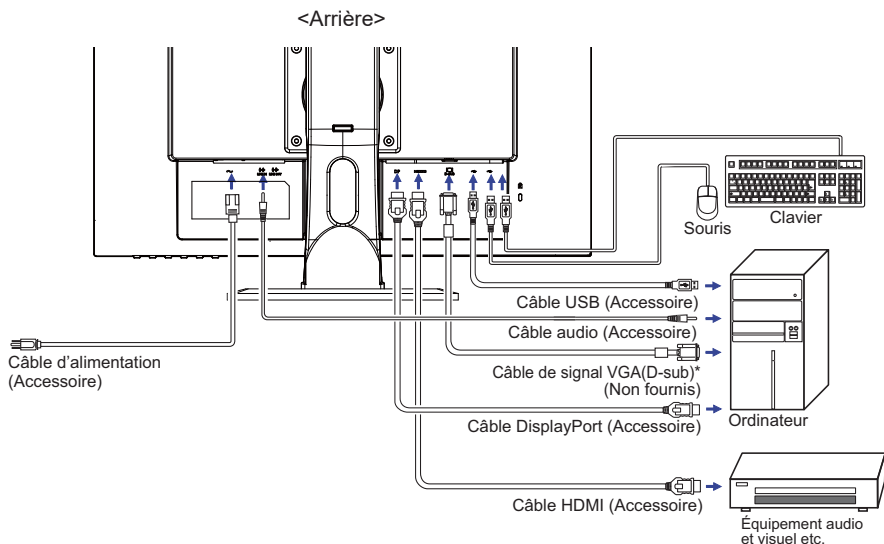 <Arrière>
Souris
Clavier
Câble USB (Accessoire)
Câble audio (Accessoire)
Câble d'alimentation
(Accessoire)
Câble de signal VGA(D-sub)*
(Non fournis)
Câble DisplayPort (Accessoire)
Ordinateur
Câble HDMI (Accessoire)
Équipement audio
et visuel etc.